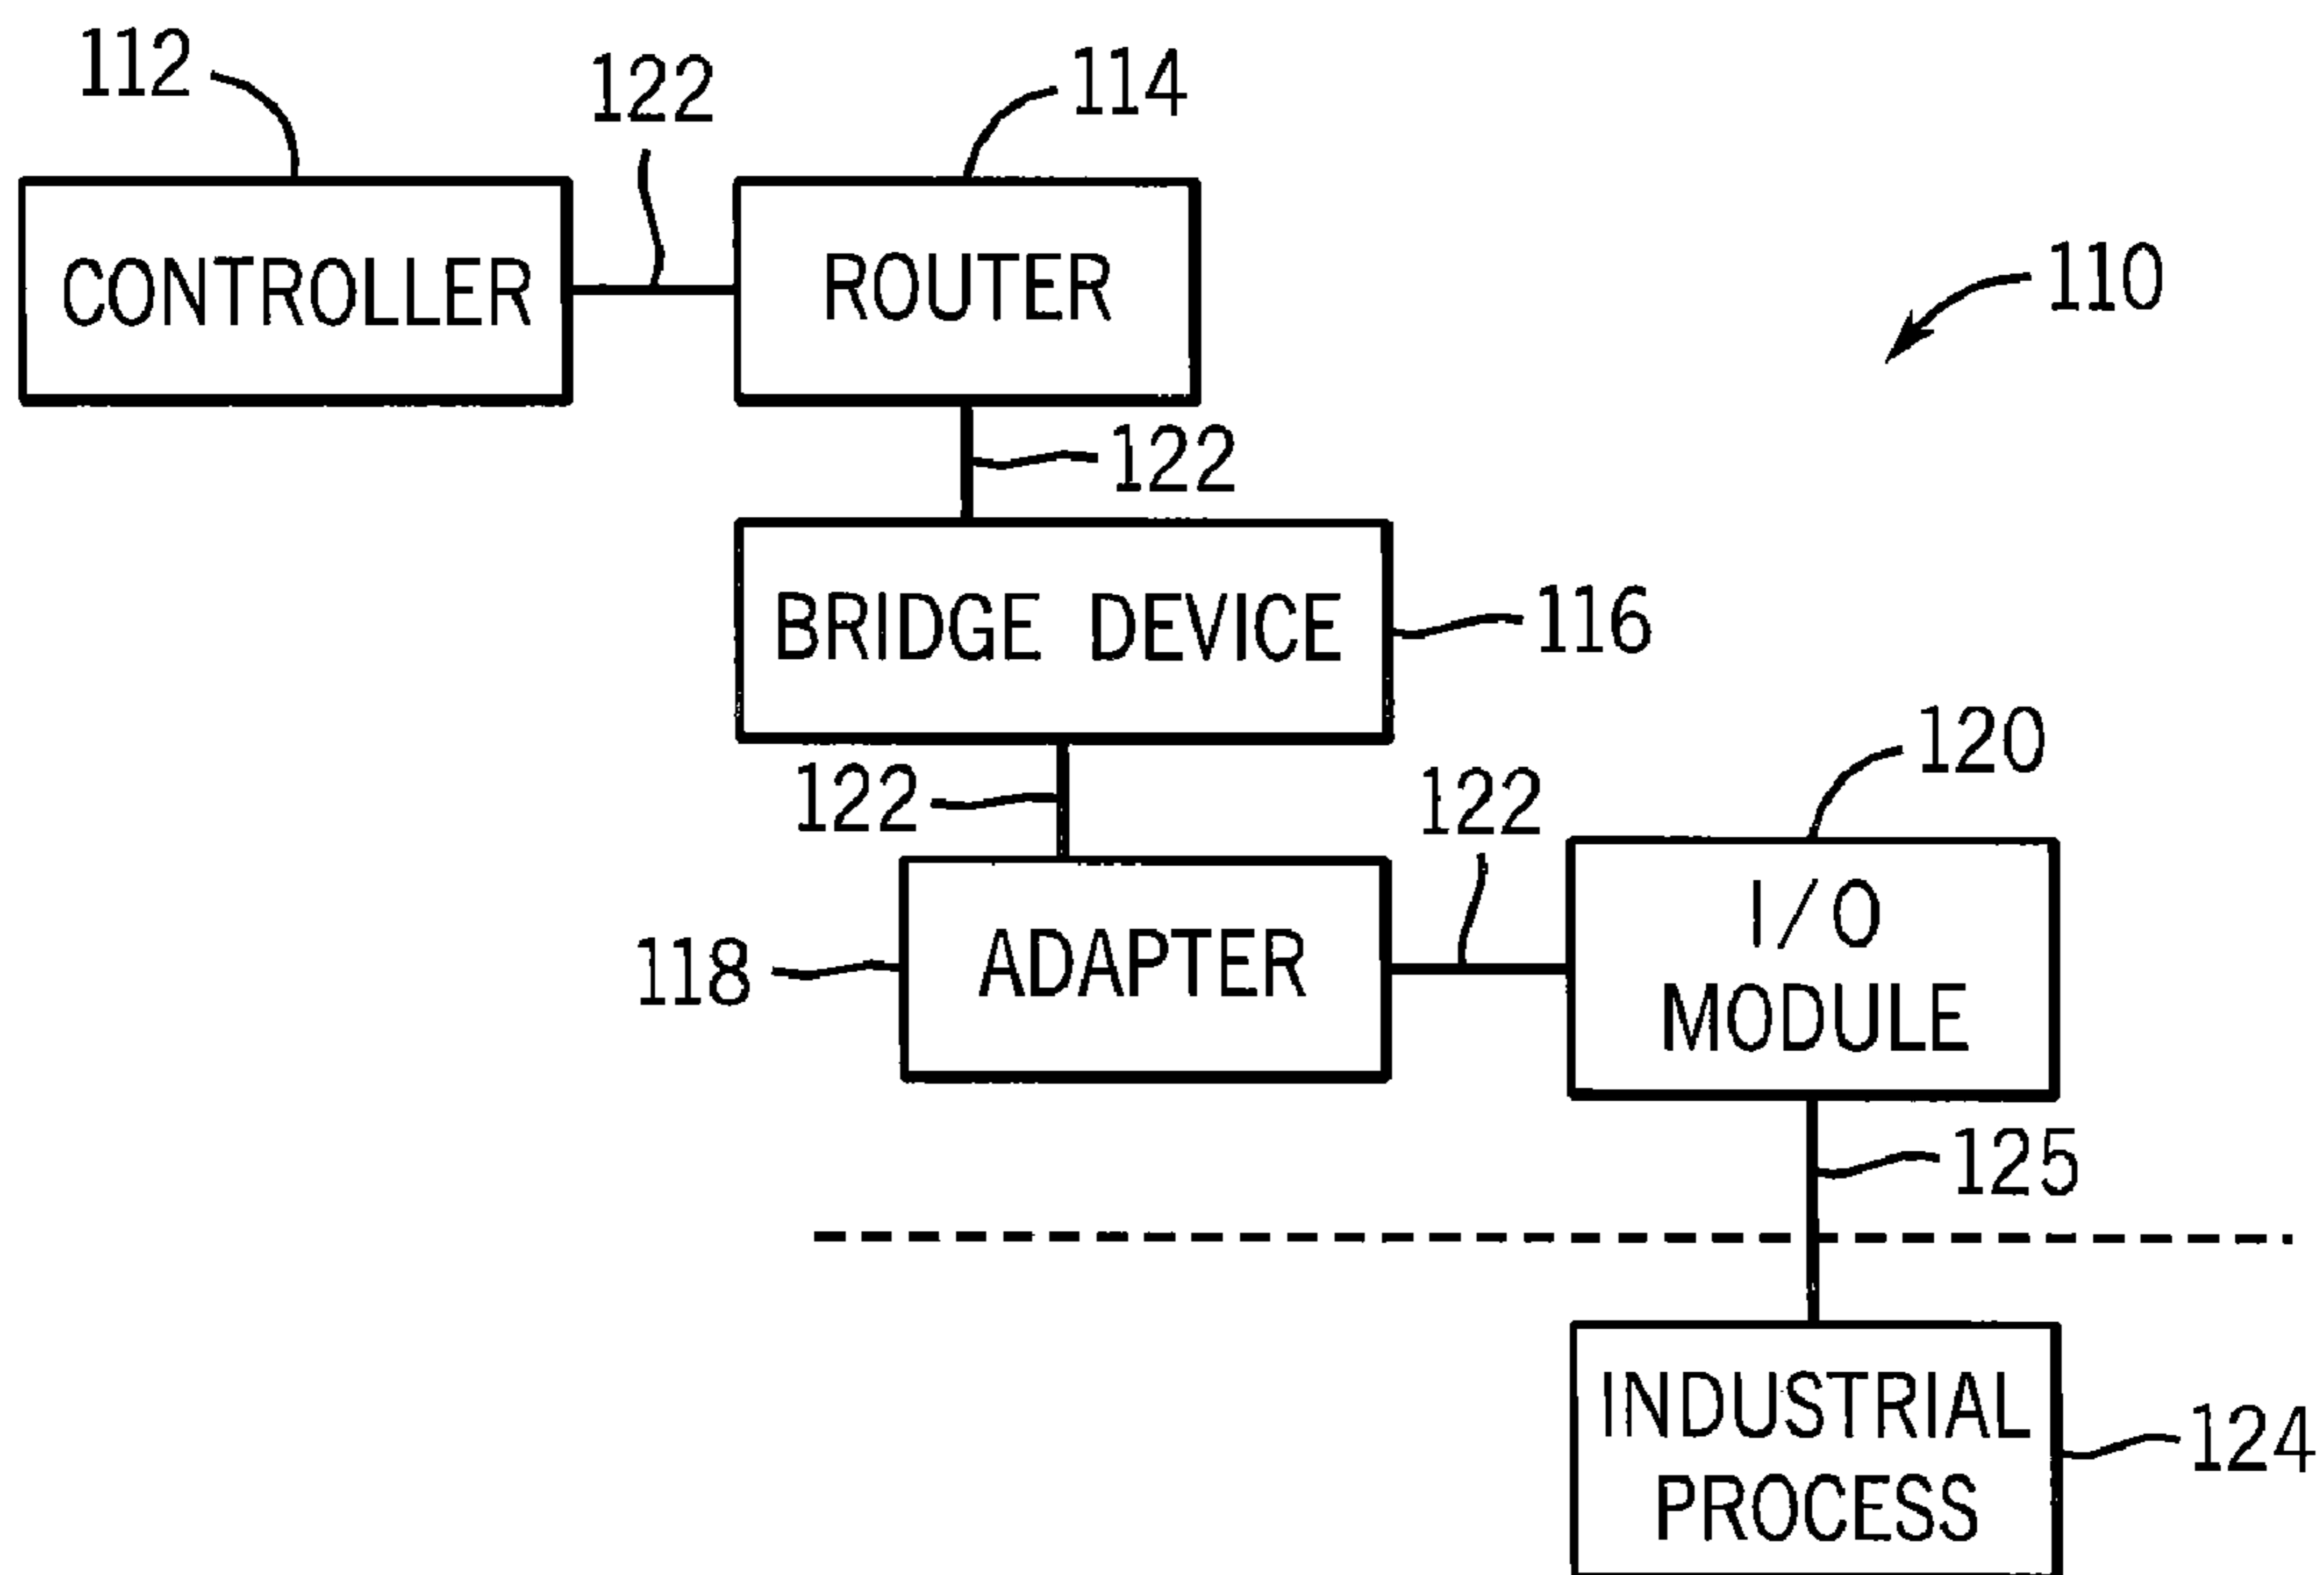 112
122
114
CONTROLLER
ROUTER
110
122
BRIDGE DEVICE
116
120
122
122
I/O
MODULE
118
ADAPTER
125
INDUSTRIAL
PROCESS
124